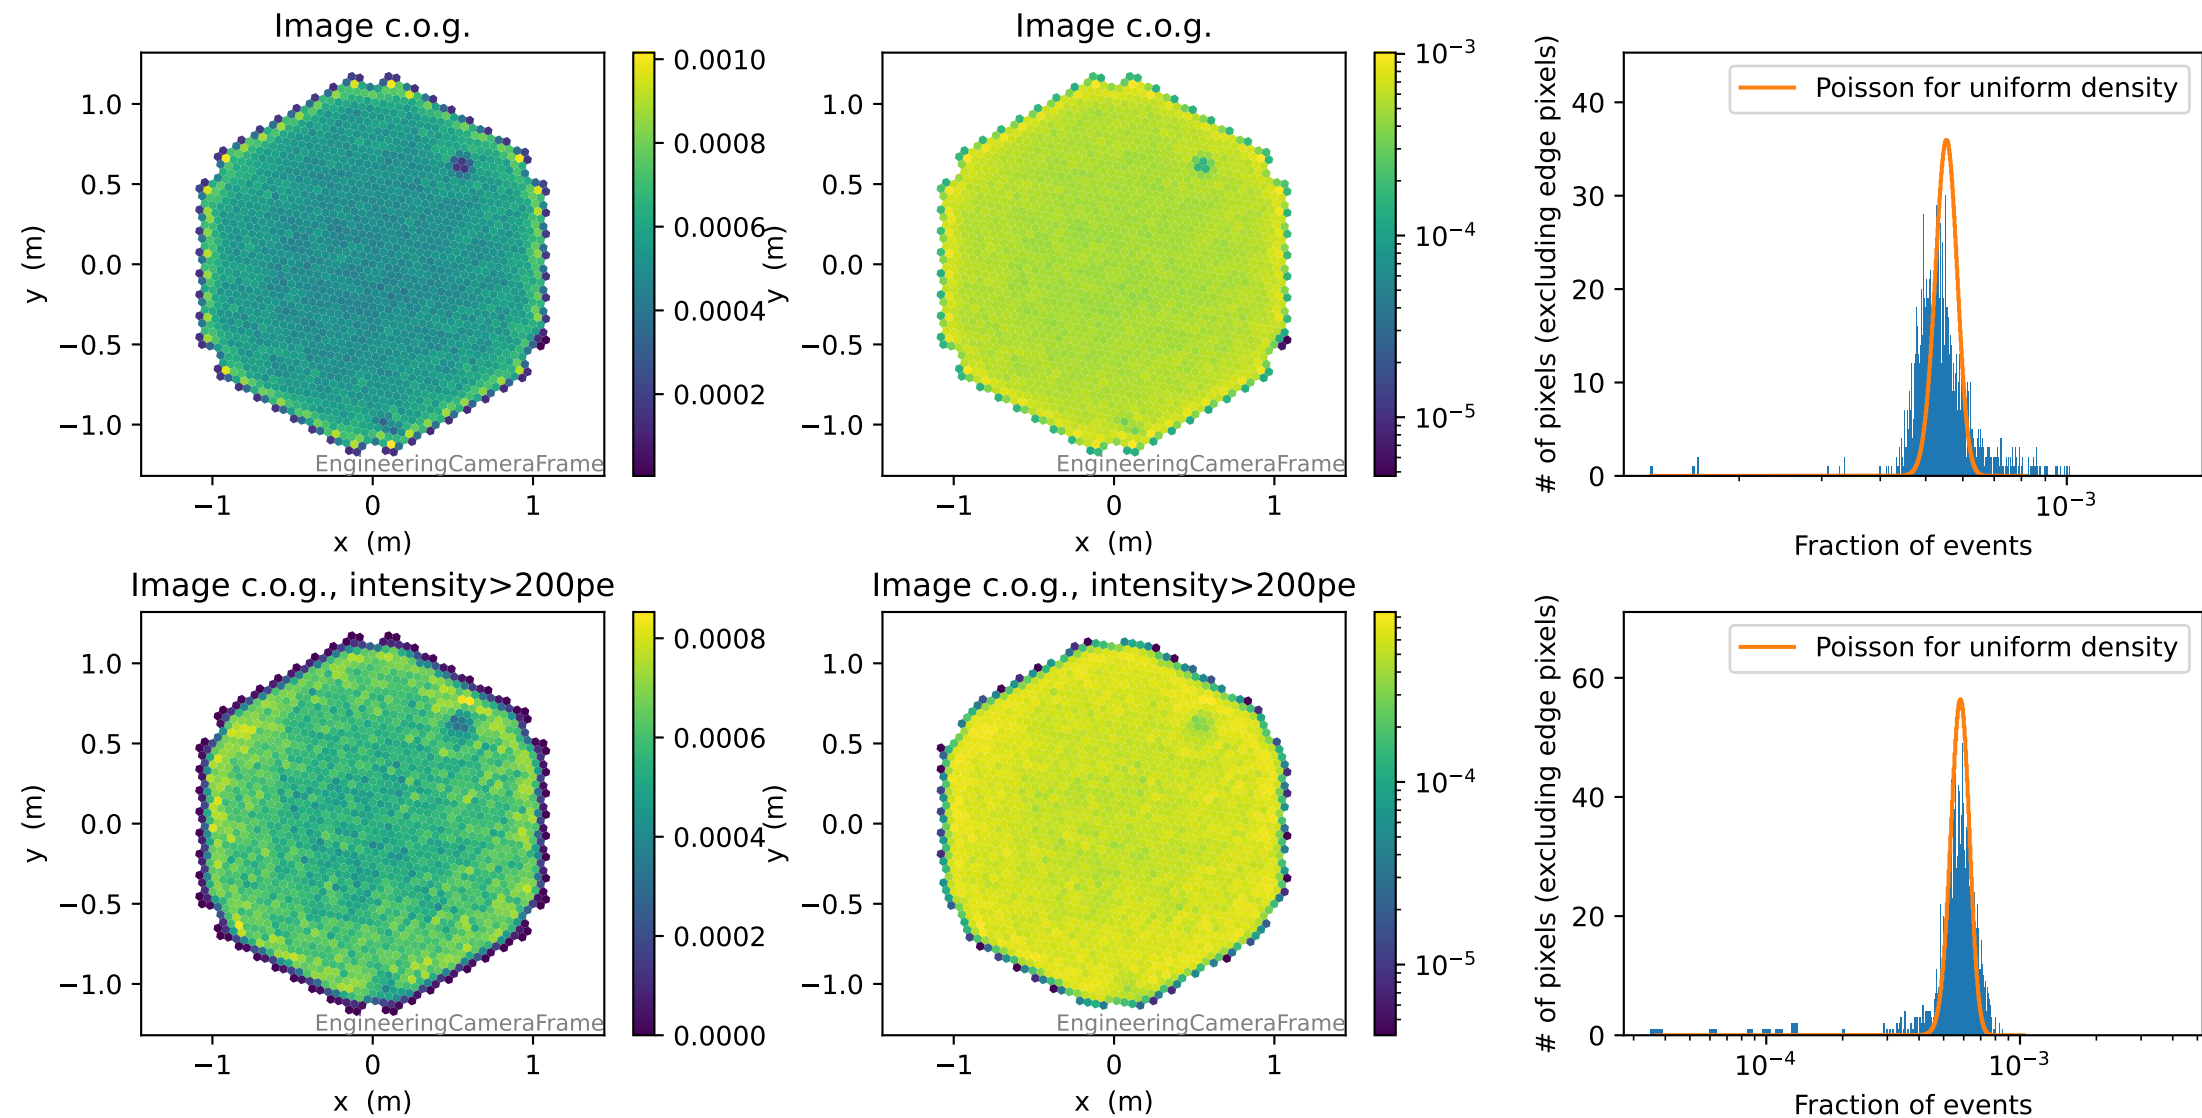 Image c.o.g.
1.0
0.5
0.0
−0.5
−1.0
y (m)
−1
0
1
x (m)
EngineeringCameraFrame
0.0010
0.0008
0.0006
0.0004
0.0002
Image c.o.g.
1.0
0.5
0.0
−0.5
−1.0
y (m)
−1
0
1
x (m)
EngineeringCameraFrame
10⁻³
10⁻⁴
10⁻⁵
# of pixels (excluding edge pixels)
40
30
20
10
0
Poisson for uniform density
10⁻³
Fraction of events
Image c.o.g., intensity>200pe
1.0
0.5
0.0
−0.5
−1.0
y (m)
−1
0
1
x (m)
EngineeringCameraFrame
0.0008
0.0006
0.0004
0.0002
0.0000
Image c.o.g., intensity>200pe
1.0
0.5
0.0
−0.5
−1.0
y (m)
−1
0
1
x (m)
EngineeringCameraFrame
10⁻⁴
10⁻⁵
# of pixels (excluding edge pixels)
60
40
20
0
Poisson for uniform density
10⁻⁴
10⁻³
Fraction of events